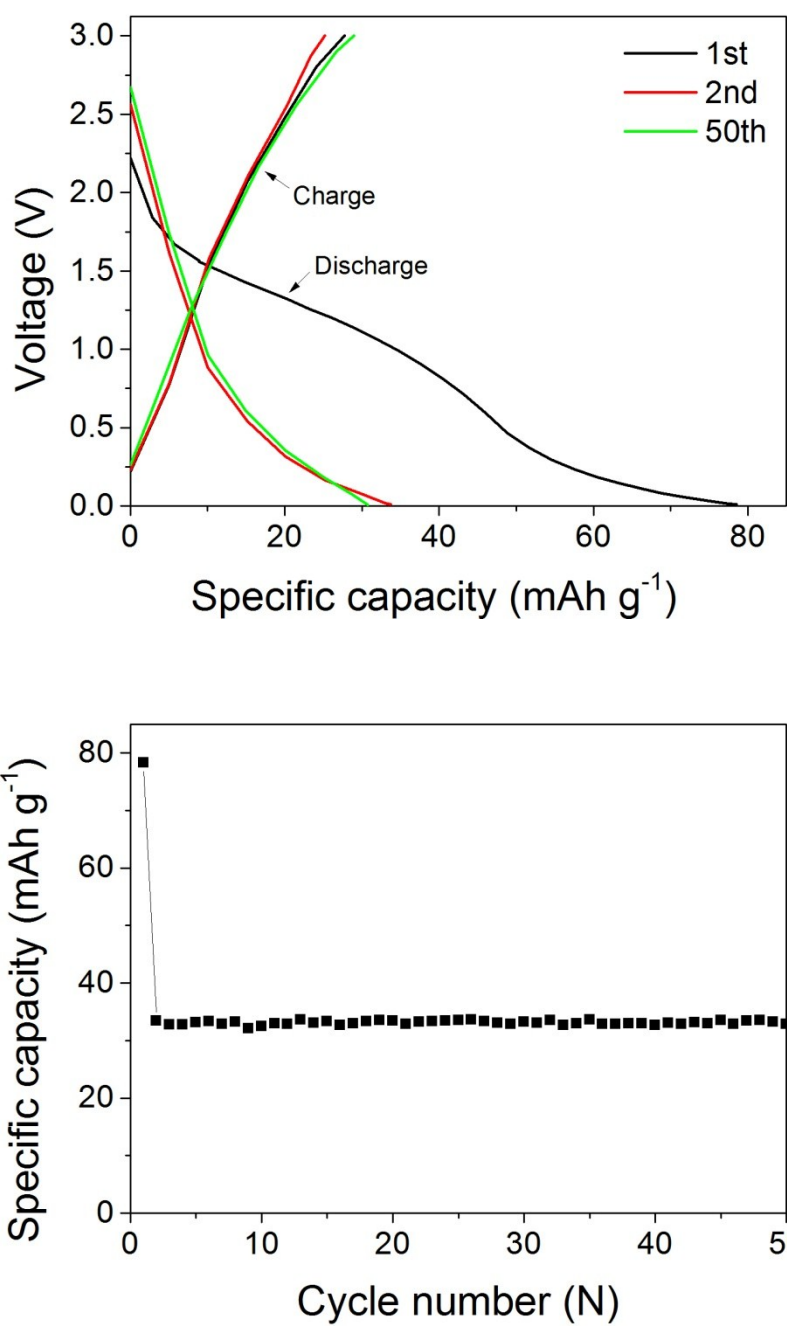 3.0
2.5
2.0
1.5
1.0
0.5
0.0
Voltage (V)
1st
2nd
50th
Charge
Discharge
0 20 40 60 80
Specific capacity (mAh g⁻¹)
80
60
40
20
0
Specific capacity (mAh g⁻¹)
0 10 20 30 40 5
Cycle number (N)